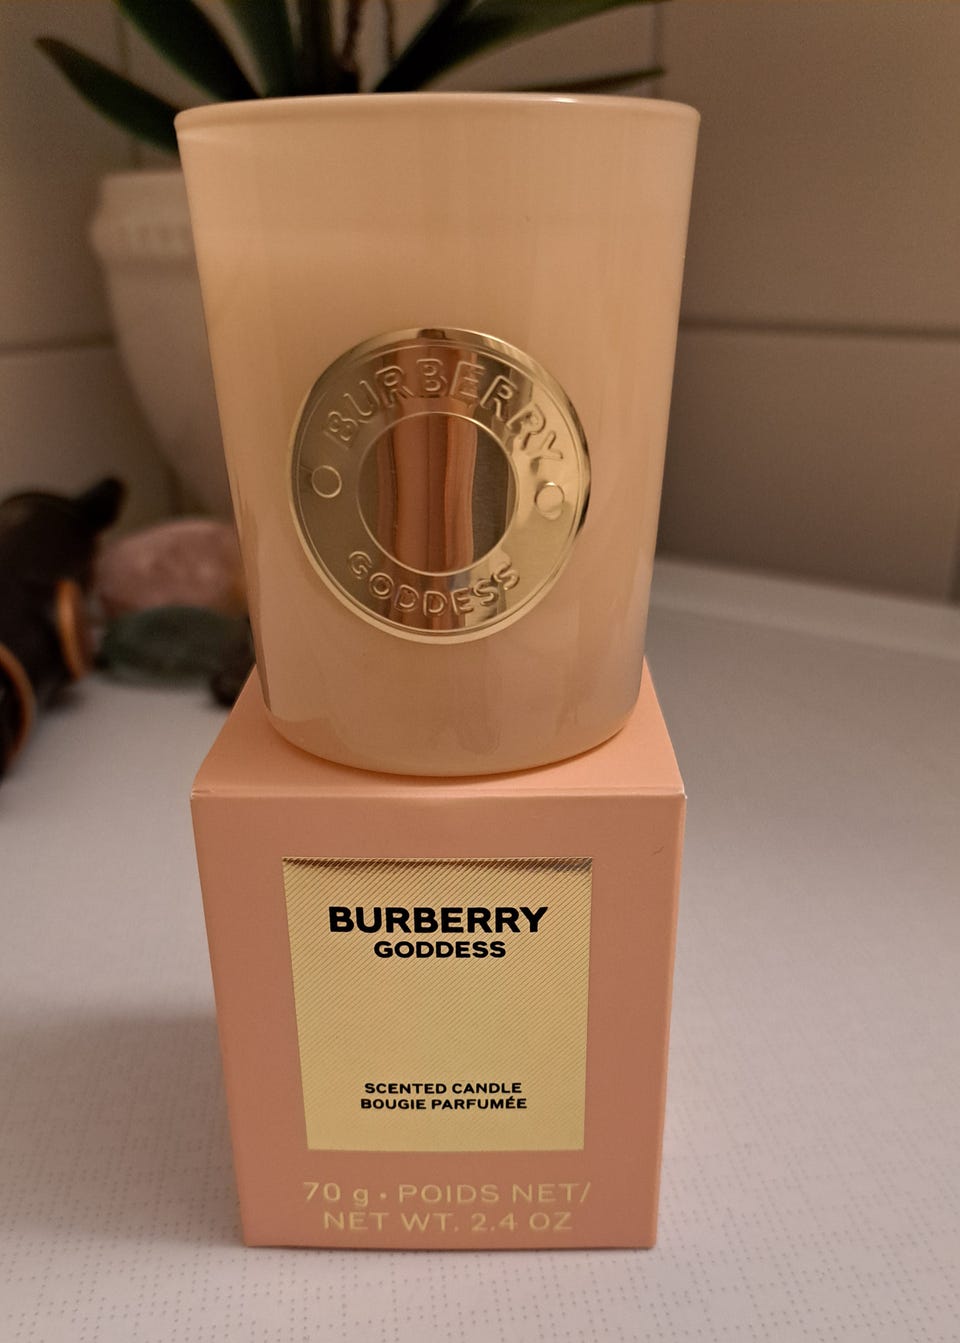 BURBERRY
GODDESS
BURBERRY
GODDESS
SCENTED CANDLE
BOUGIE PARFUMÉE
70 g • POIDS NET/
NET WT. 2.4 OZ